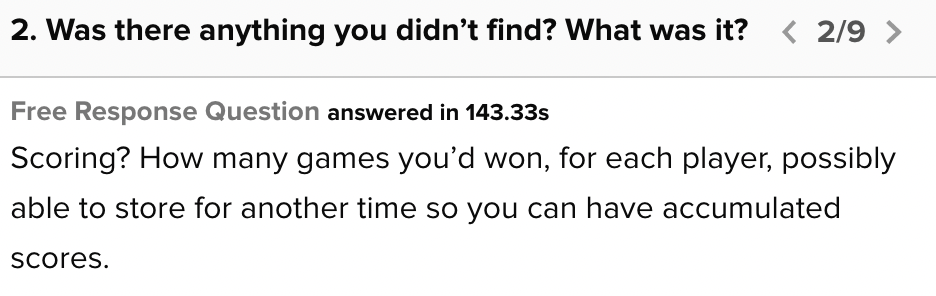 2. Was there anything you didn’t find? What was it? < 2/9 >
Free Response Question answered in 143.33s
Scoring? How many games you’d won, for each player, possibly
able to store for another time so you can have accumulated
scores.